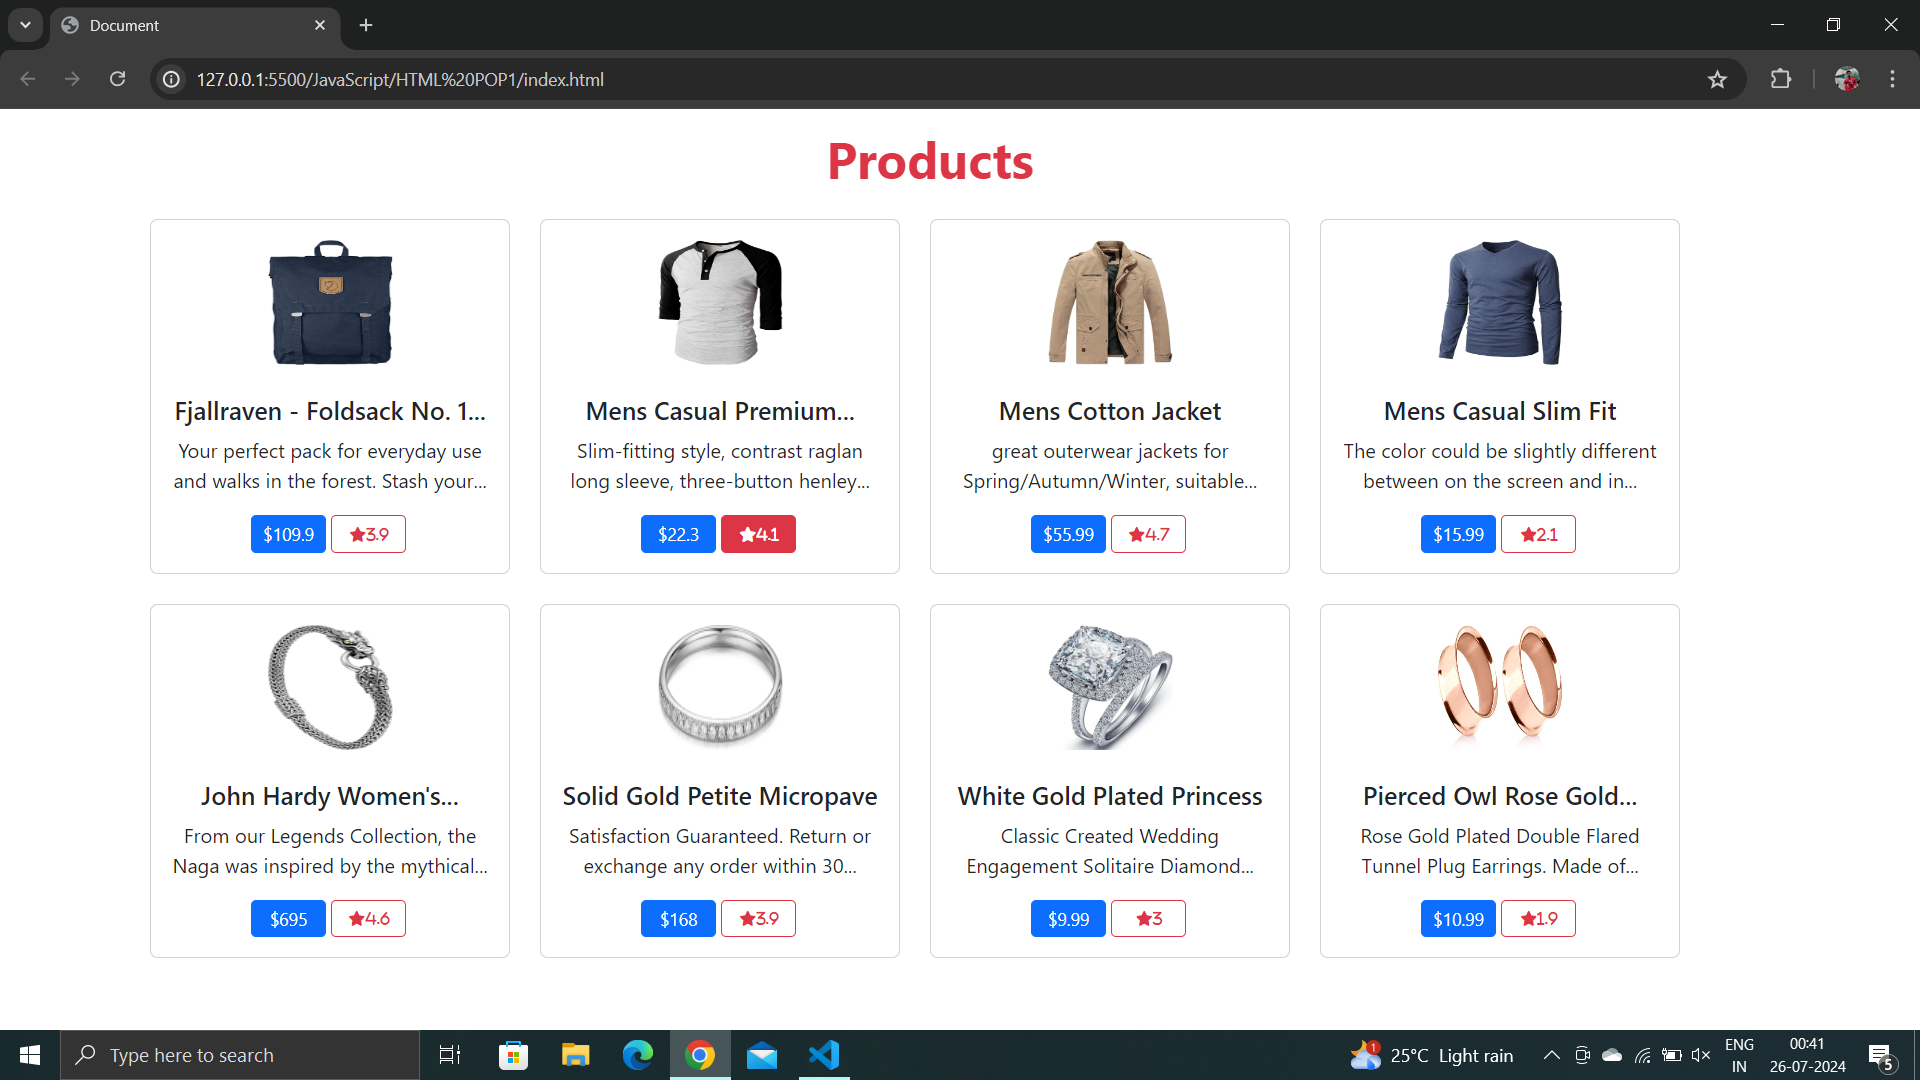 Document
127.0.0.1:5500/JavaScript/HTML%20POP1/index.html
Products
Fjallraven - Foldsack No. 1...
Your perfect pack for everyday use
and walks in the forest. Stash your...
$109.9 3.9
Mens Casual Premium...
Slim-fitting style, contrast raglan
long sleeve, three-button henley...
$22.3 4.1
Mens Cotton Jacket
great outerwear jackets for
Spring/Autumn/Winter, suitable...
$55.99 4.7
Mens Casual Slim Fit
The color could be slightly different
between on the screen and in...
$15.99 2.1
John Hardy Women's...
From our Legends Collection, the
Naga was inspired by the mythical...
$695 4.6
Solid Gold Petite Micropave
Satisfaction Guaranteed. Return or
exchange any order within 30...
$168 3.9
White Gold Plated Princess
Classic Created Wedding
Engagement Solitaire Diamond...
$9.99 3
Pierced Owl Rose Gold...
Rose Gold Plated Double Flared
Tunnel Plug Earrings. Made of...
$10.99 1.9
Type here to search
1
25°C Light rain
ENG
IN
00:41
26-07-2024
5